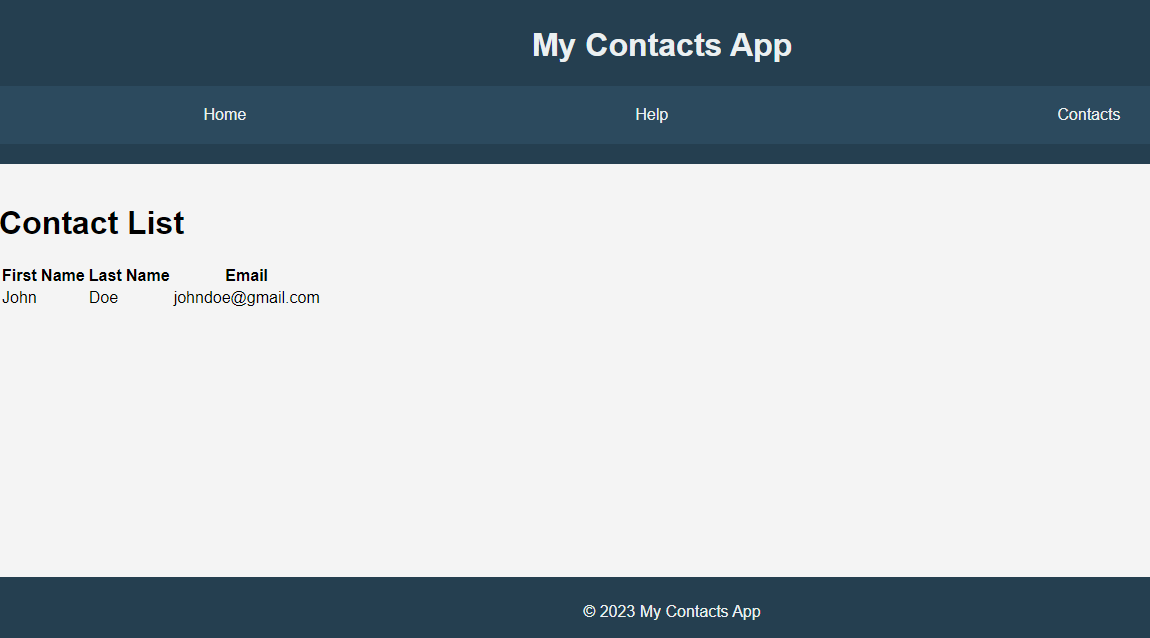 My Contacts App
Home Help Contacts
Contact List
First Name Last Name Email
John Doe johndoe@gmail.com
© 2023 My Contacts App